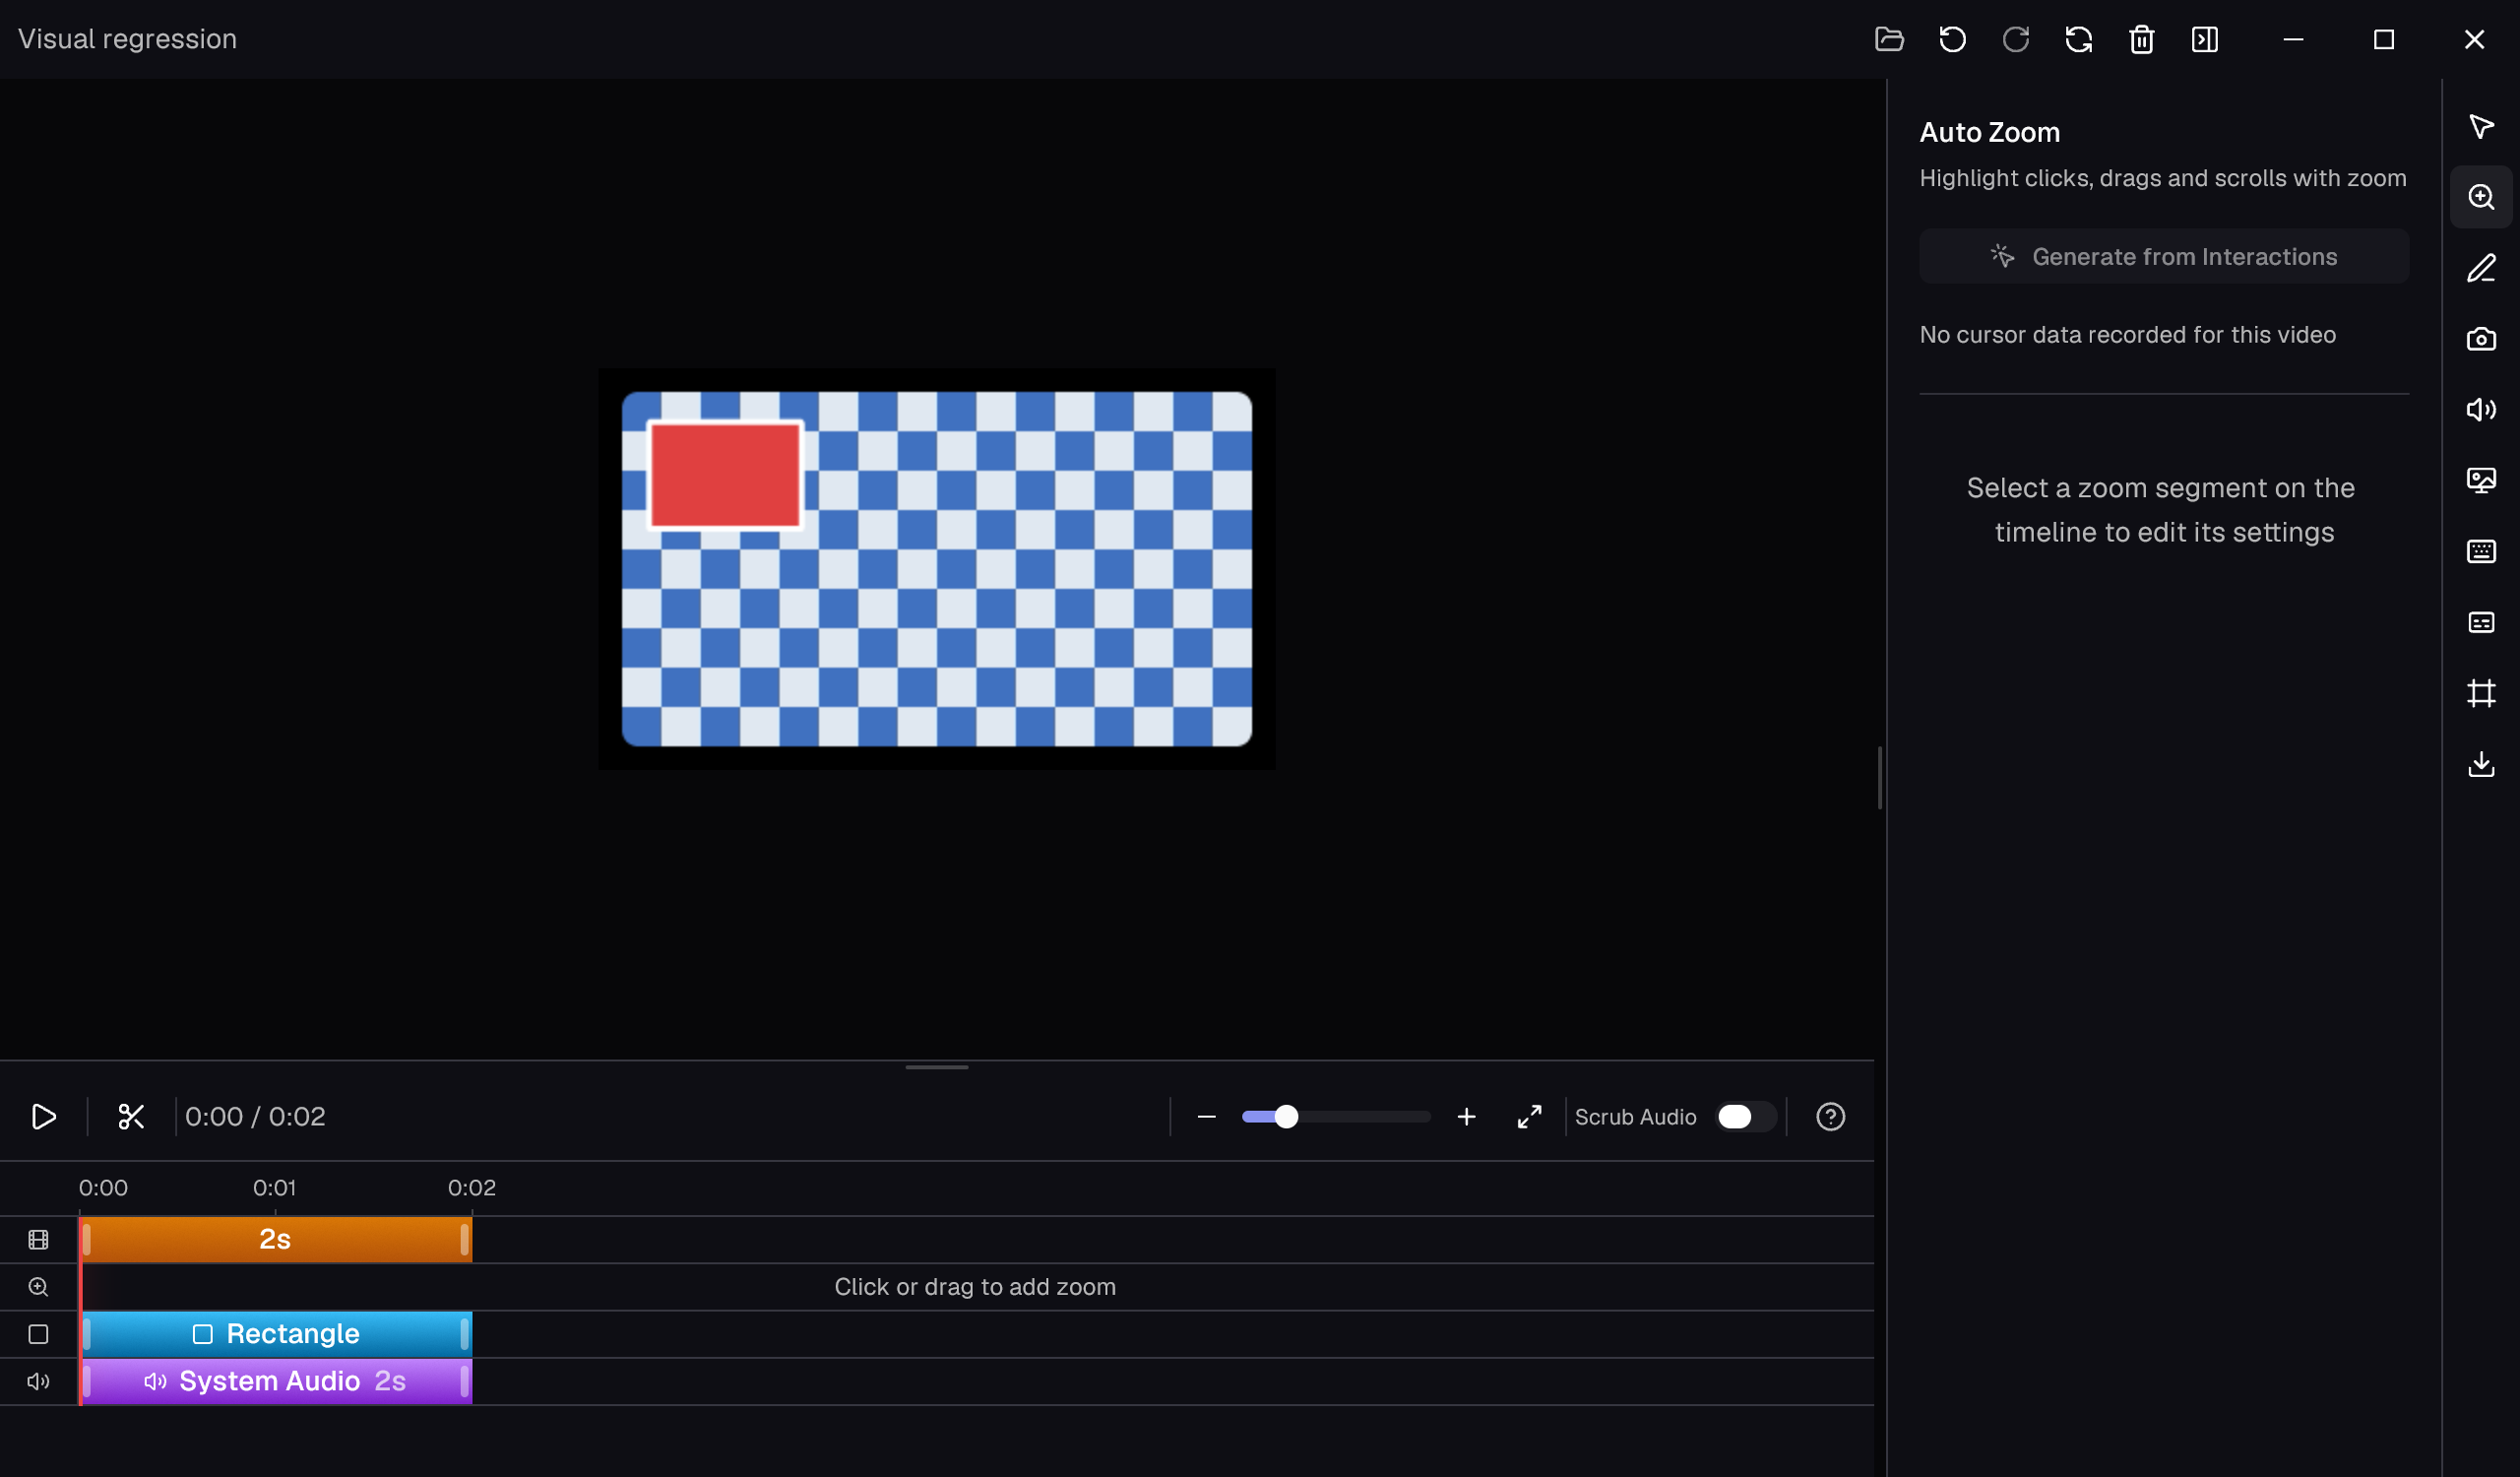 Visual regression
Auto Zoom
Highlight clicks, drags and scrolls with zoom
Generate from Interactions
No cursor data recorded for this video
Select a zoom segment on the
timeline to edit its settings
0:00 / 0:02
Scrub Audio
0:00 0:01 0:02
2s
Click or drag to add zoom
Rectangle
System Audio 2s